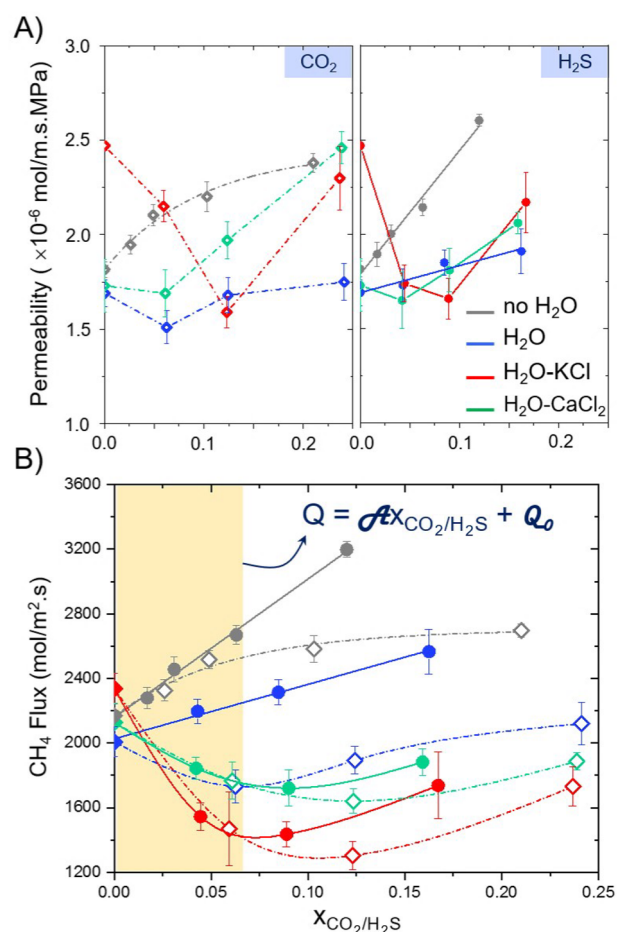 A)
CO₂
H₂S
3.0
2.5
2.0
1.5
1.0
Permeability ( ×10⁻⁶ mol/m.s.MPa)
0.0
0.1
0.2
0.0
0.1
0.2
no H₂O
H₂O
H₂O-KCl
H₂O-CaCl₂
B)
3600
3200
2800
2400
2000
1600
1200
CH₄ Flux (mol/m².s)
Q = 𝓐x_CO₂/H₂S + 𝓠₀
0.00
0.05
0.10
0.15
0.20
0.25
x_CO₂/H₂S